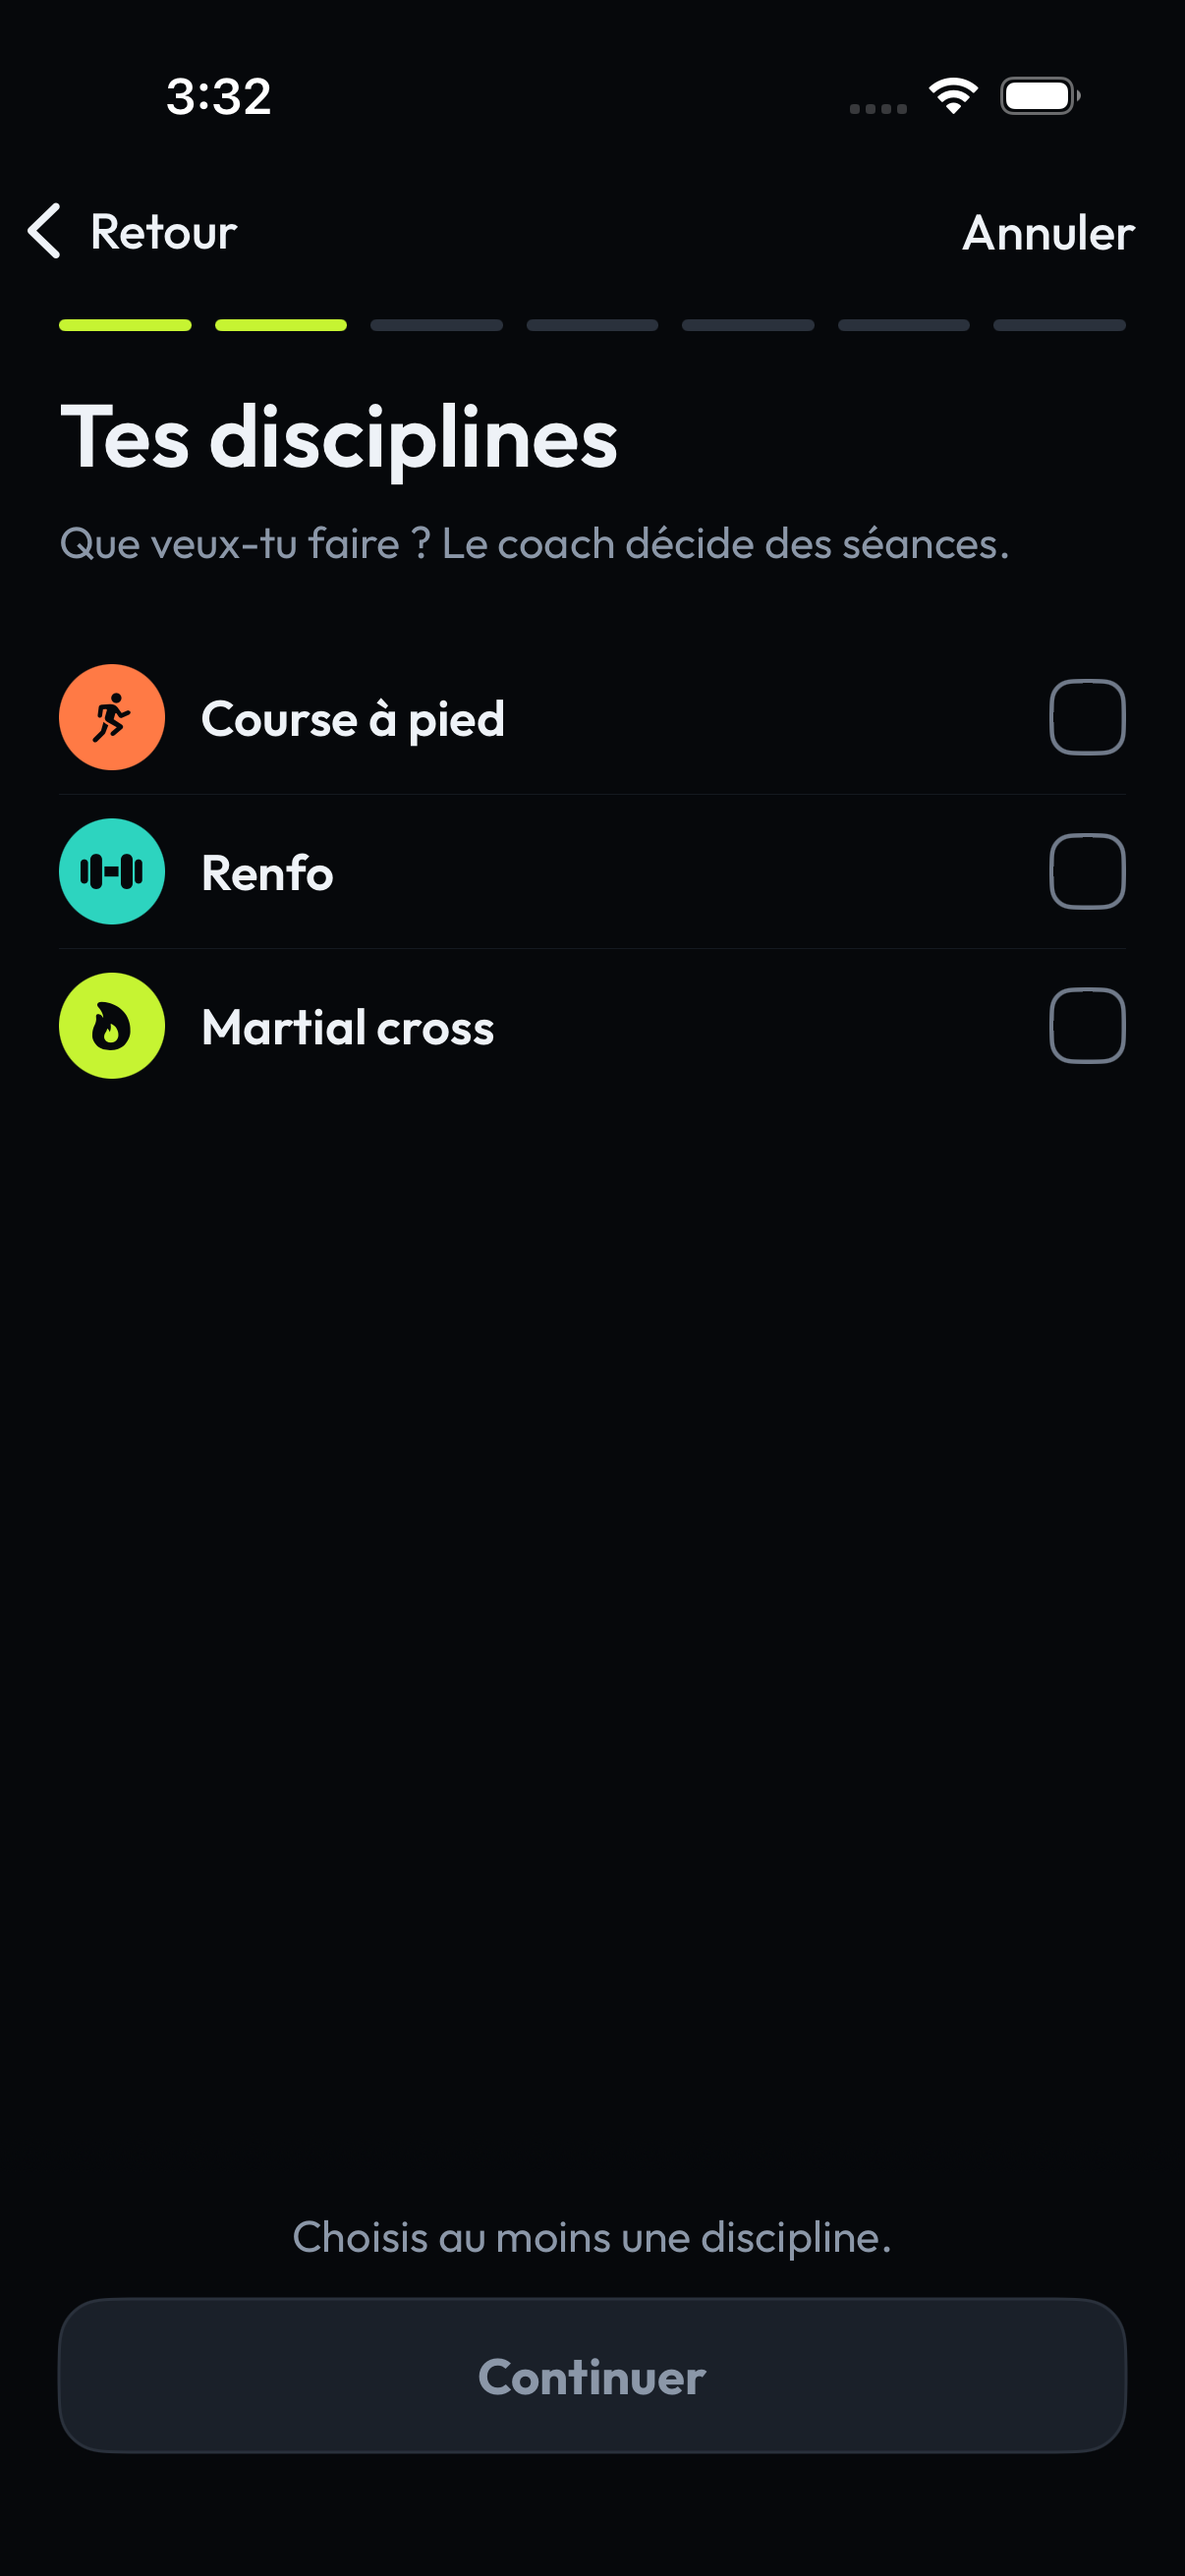 3:32
Retour
Annuler
Tes disciplines
Que veux-tu faire ? Le coach décide des séances.
Course à pied
Renfo
Martial cross
Choisis au moins une discipline.
Continuer